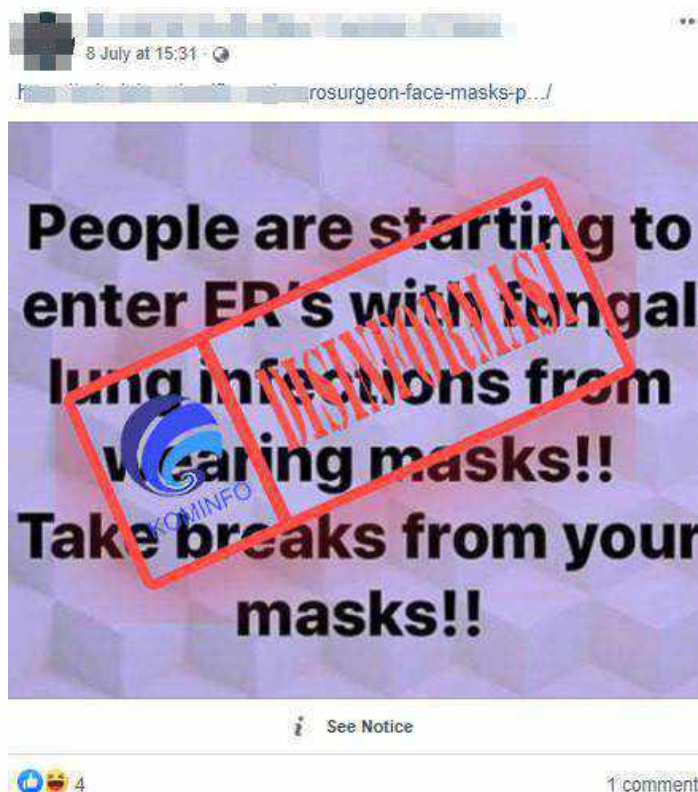 8 July at 15:31 ·
rosurgeon-face-masks-p.../
People are starting to
enter ER's with fungal
lung infections from
wearing masks!!
Take breaks from your
masks!!
DISINFORMASI
KOMINFO
See Notice
4
1 comment